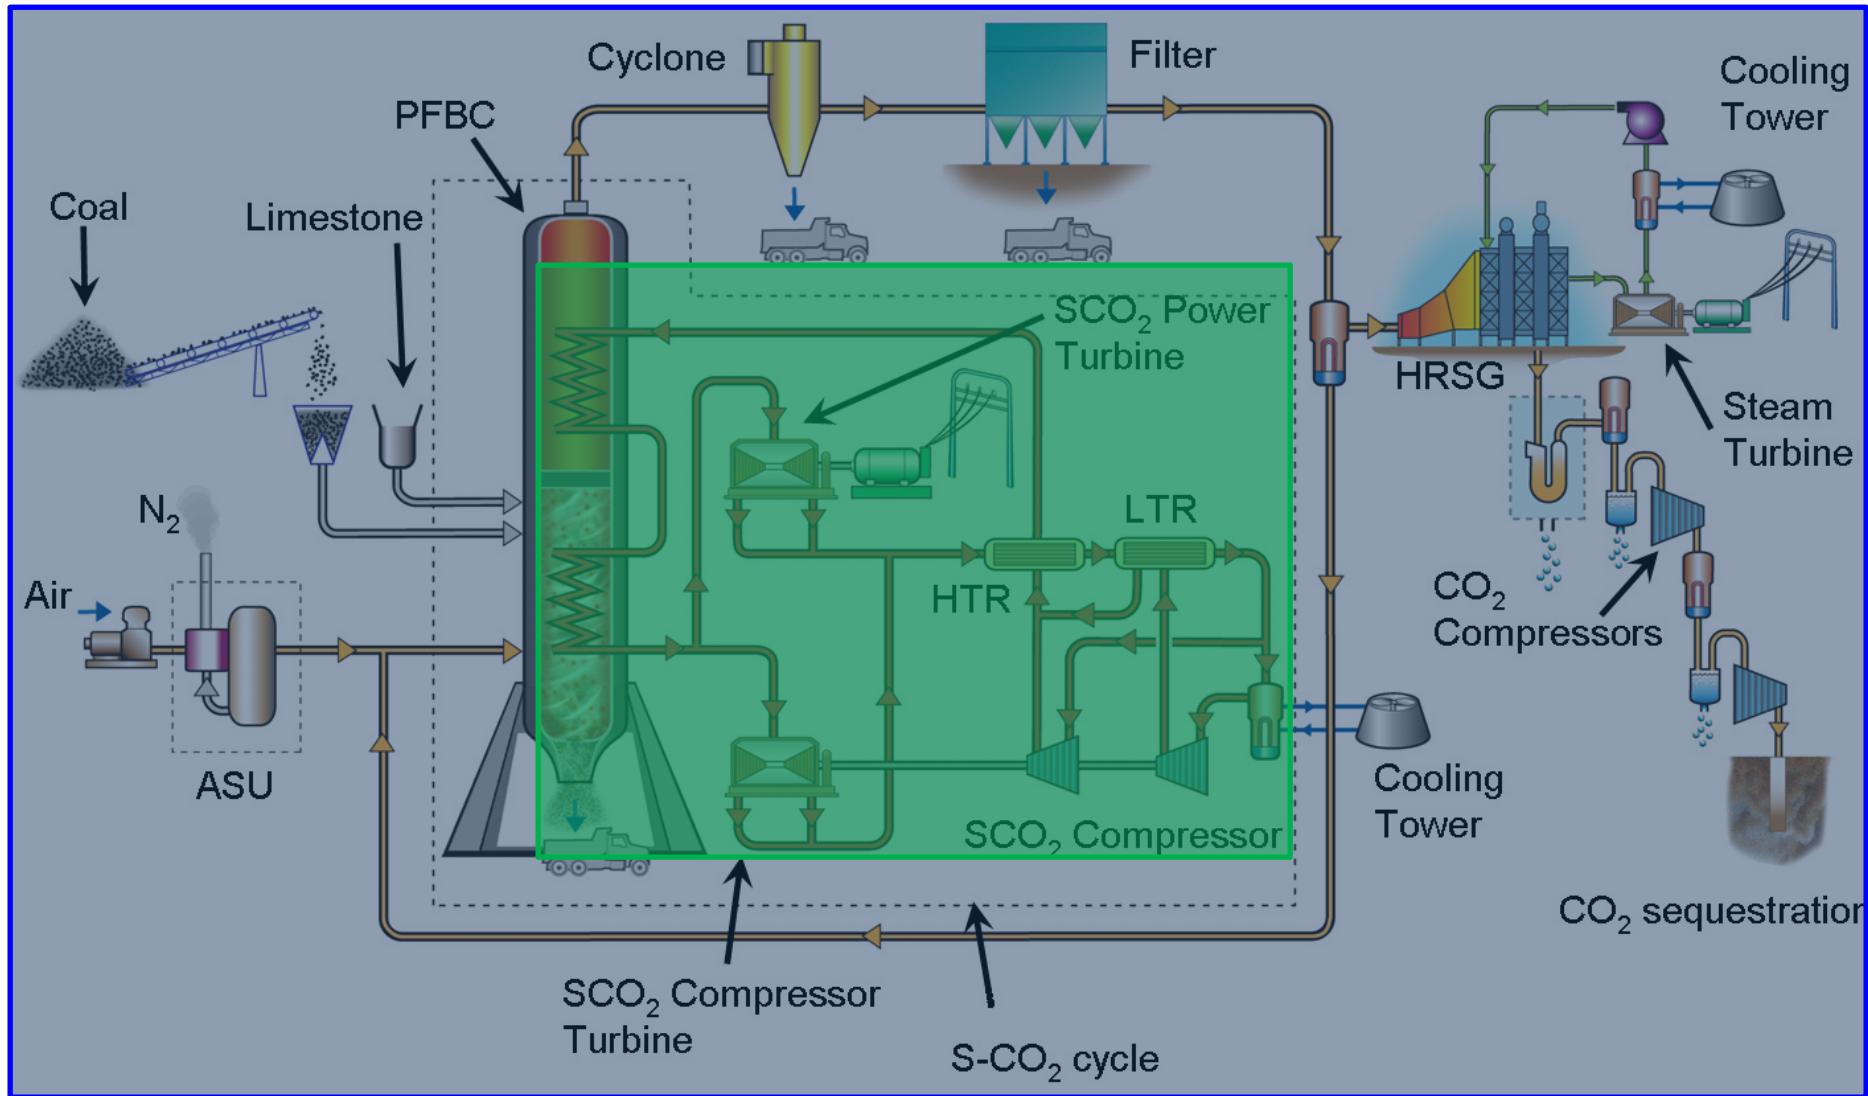 Cyclone
Filter
Cooling
Tower
PFBC
Coal
Limestone
SCO₂ Power
Turbine
HRSG
Steam
Turbine
N₂
LTR
Air
HTR
CO₂
Compressors
ASU
Cooling
Tower
SCO₂ Compressor
CO₂ sequestration
SCO₂ Compressor
Turbine
S-CO₂ cycle